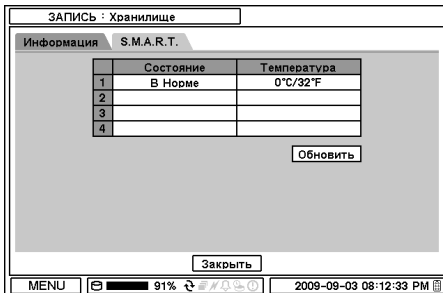 ЗАПИСЬ : Хранилище
Информация S.M.A.R.T.
Состояние Температура
1 В Норме 0°C/32°F
2
3
4
Обновить
Закрыть
MENU 91% 2009-09-03 08:12:33 PM